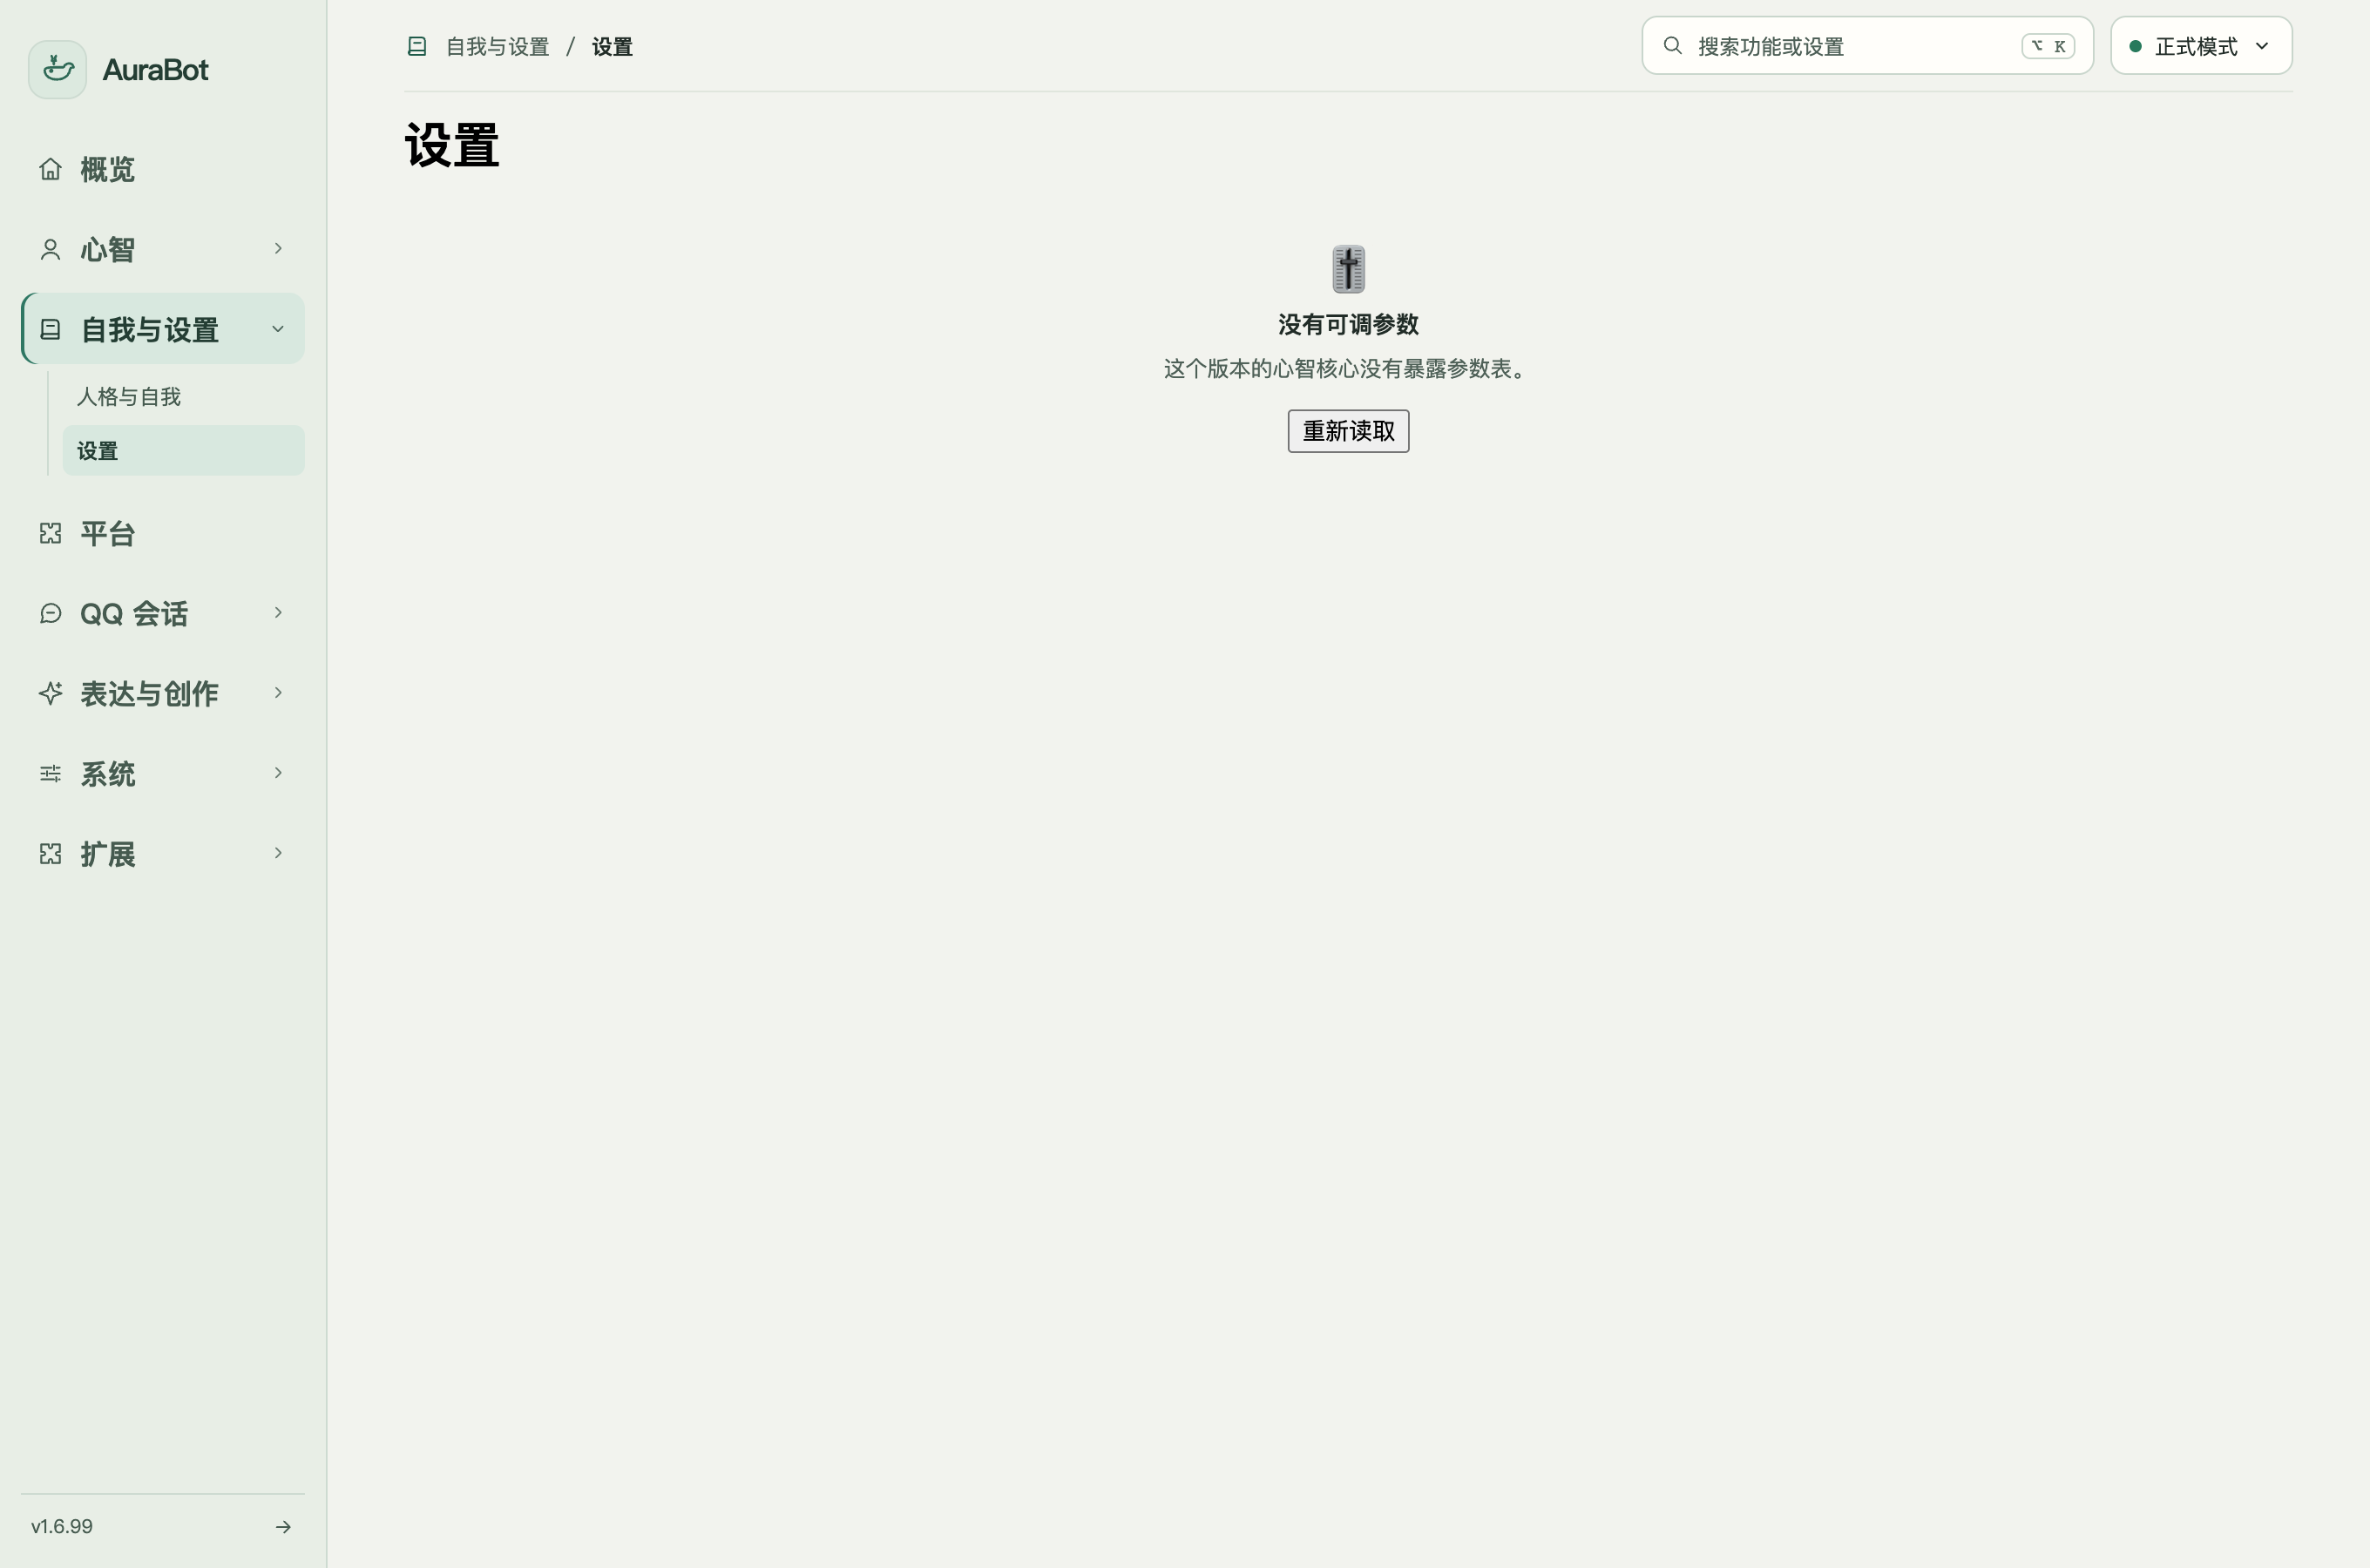 AuraBot
概览
心智
自我与设置
人格与自我
设置
平台
QQ 会话
表达与创作
系统
扩展
v1.6.99
自我与设置 / 设置
搜索功能或设置 ⌥ K
正式模式
设置
没有可调参数
这个版本的心智核心没有暴露参数表。
重新读取